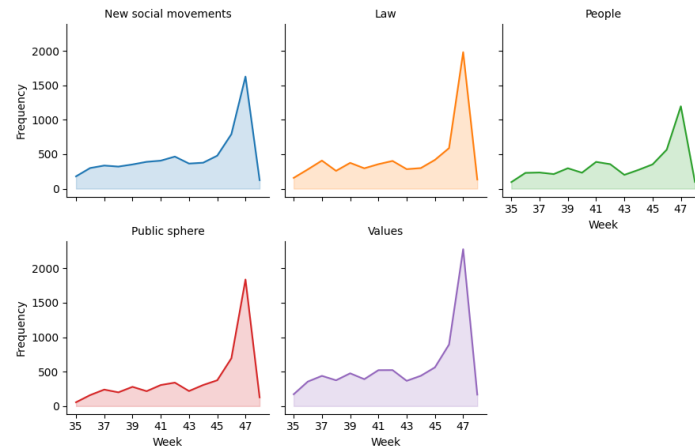 New social movements
Law
People
Frequency
2000
1500
1000
500
0
35 37 39 41 43 45 47
Week
Public sphere
Values
Frequency
2000
1500
1000
500
0
35 37 39 41 43 45 47
Week
35 37 39 41 43 45 47
Week